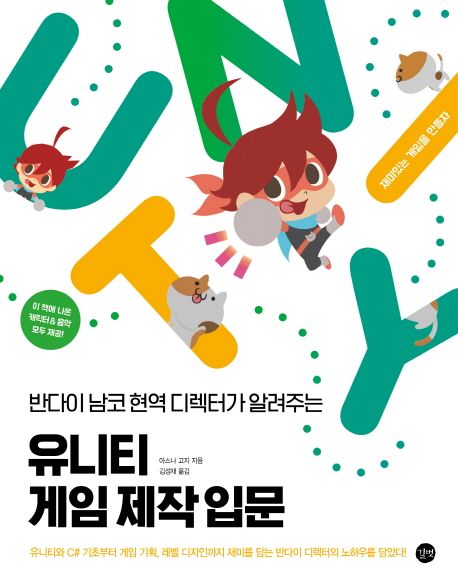 UNITY
재미있는 게임을 만들자
이 책에 나온
캐릭터 & 음악
모두 제공!
반다이 남코 현역 디렉터가 알려주는
유니티
아스나 고지 지음
김성재 옮김
게임 제작 입문
유니티와 C# 기초부터 게임 기획, 레벨 디자인까지 재미를 담는 반다이 디렉터의 노하우를 담았다!
길벗